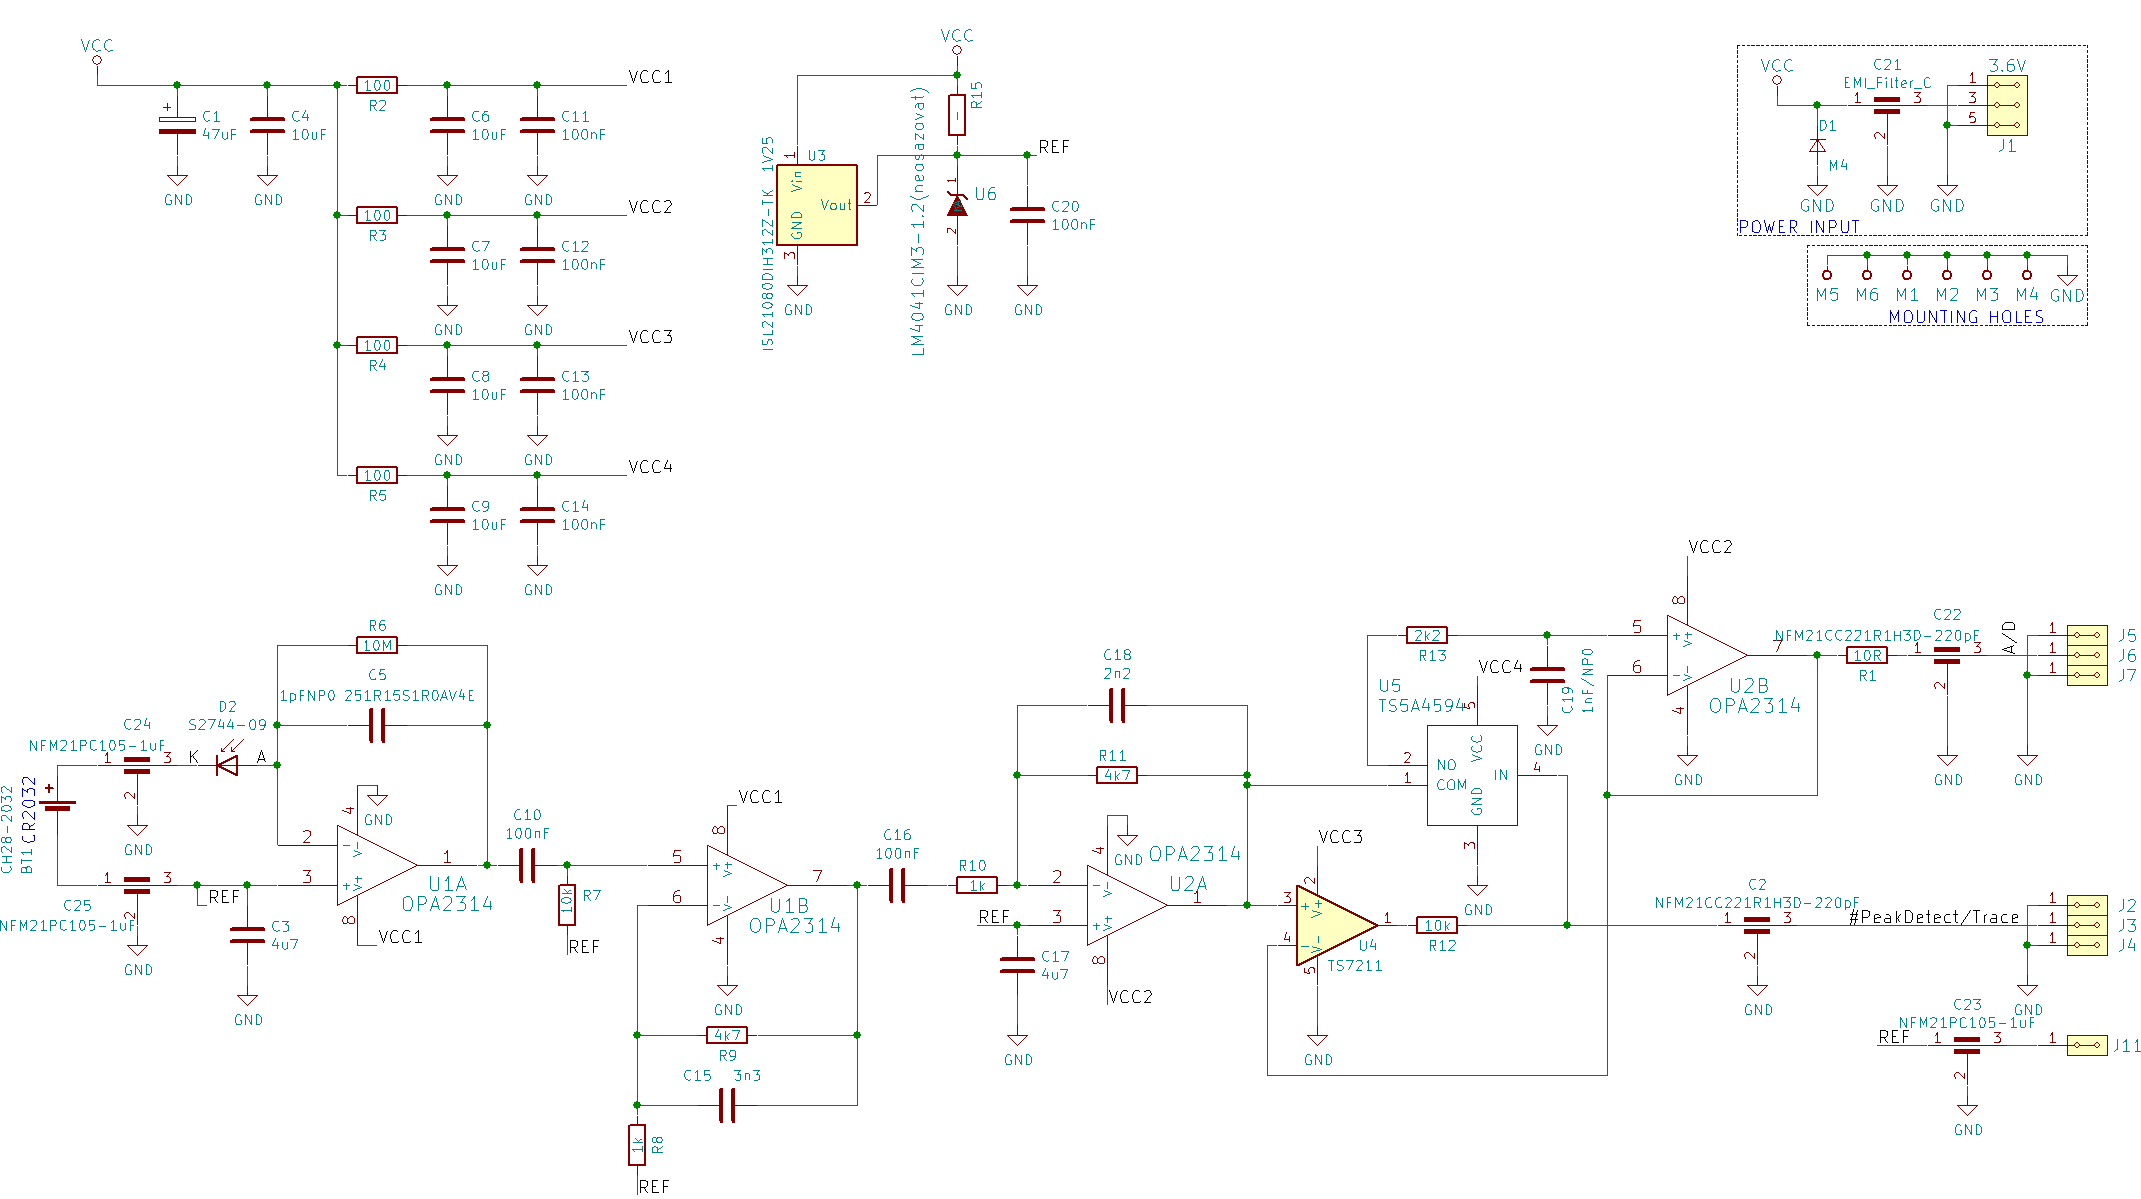 VCC
C1
47uF
GND
C4
10uF
GND
100
R2
VCC1
C6
10uF
GND
C11
100nF
GND
100
R3
VCC2
C7
10uF
GND
C12
100nF
GND
100
R4
VCC3
C8
10uF
GND
C13
100nF
GND
100
R5
VCC4
C9
10uF
GND
C14
100nF
GND
ISL21080DIH312Z-TK 1V25
U3
1
Vin
Vout
2
GND
3
GND
VCC
R15
REF
LM4041CIM3-1.2(neosazovat)
1
U6
2
GND
C20
100nF
GND
VCC
C21
EMI_Filter_C
1
3
2
D1
M4
3.6V
1
3
5
J1
GND
GND
GND
POWER INPUT
M5
M6
M1
M2
M3
M4
GND
MOUNTING HOLES
CH28-2032
BT1
CR2032
+
C24
NFM21PC105-1uF
1
3
2
GND
C25
NFM21PC105-1uF
1
3
2
GND
D2
S2744-09
K
A
R6
10M
C5
1pFNP0 251R15S1R0AV4E
REF
C3
4u7
GND
2
3
4
GND
V-
V+
8
VCC1
1
U1A
OPA2314
C10
100nF
R7
10k
REF
5
6
8
VCC1
V+
V-
4
GND
7
U1B
OPA2314
4k7
R9
C15
3n3
1k
R8
REF
C16
100nF
R10
1k
C18
2n2
R11
4k7
REF
C17
4u7
GND
2
3
4
GND
V-
V+
8
VCC2
1
OPA2314
U2A
VCC3
2
3
4
V+
V-
5
GND
1
U4
TS7211
10k
R12
2k2
R13
U5
TS5A4594
VCC4
5
VCC
2
NO
1
COM
IN
4
GND
3
GND
C19
1nF/NP0
GND
VCC2
8
5
6
V+
V-
4
GND
7
U2B
OPA2314
10R
R1
C22
NFM21CC221R1H3D-220pF
1
3
2
GND
A/D
1
1
1
J5
J6
J7
GND
C2
NFM21CC221R1H3D-220pF
1
3
2
GND
#PeakDetect/Trace
1
1
1
J2
J3
J4
GND
C23
NFM21PC105-1uF
REF
1
3
2
GND
1
J11